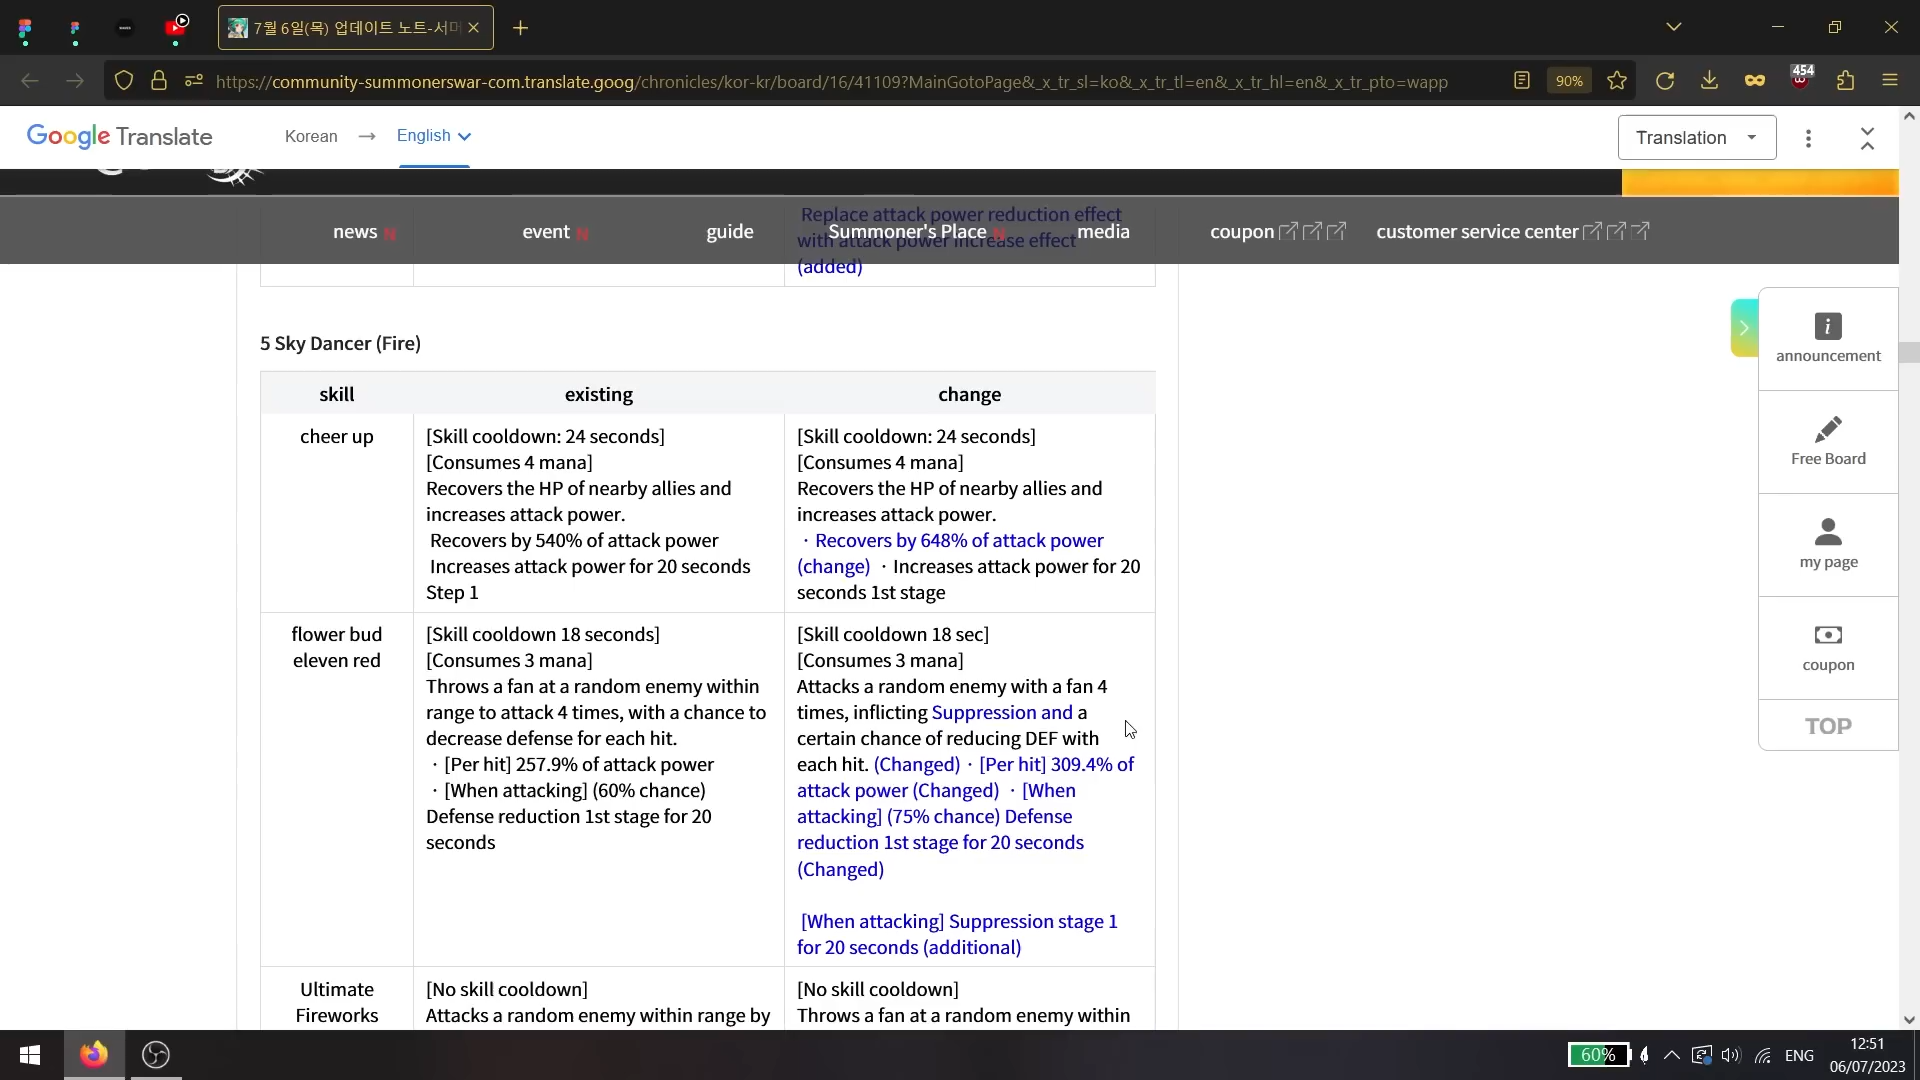 7월 6일(목) 업데이트 노트-서머
https://community-summonerswar-com.translate.goog/chronicles/kor-kr/board/16/41109?MainGotoPage&_x_tr_sl=ko&_x_tr_tl=en&_x_tr_hl=en&_x_tr_pto=wapp
90%
454
Google Translate
Korean → English
Translation
Replace attack power reduction effect
news N
event N
guide
Summoner's Place N
media
coupon
customer service center
with attack power increase effect
(added)
5 Sky Dancer (Fire)
skill
existing
change
cheer up
[Skill cooldown: 24 seconds]
[Consumes 4 mana]
Recovers the HP of nearby allies and
increases attack power.
Recovers by 540% of attack power
Increases attack power for 20 seconds
Step 1
[Skill cooldown: 24 seconds]
[Consumes 4 mana]
Recovers the HP of nearby allies and
increases attack power.
· Recovers by 648% of attack power
(change) · Increases attack power for 20
seconds 1st stage
flower bud
eleven red
[Skill cooldown 18 seconds]
[Consumes 3 mana]
Throws a fan at a random enemy within
range to attack 4 times, with a chance to
decrease defense for each hit.
· [Per hit] 257.9% of attack power
· [When attacking] (60% chance)
Defense reduction 1st stage for 20
seconds
[Skill cooldown 18 sec]
[Consumes 3 mana]
Attacks a random enemy with a fan 4
times, inflicting Suppression and a
certain chance of reducing DEF with
each hit. (Changed) · [Per hit] 309.4% of
attack power (Changed) · [When
attacking] (75% chance) Defense
reduction 1st stage for 20 seconds
(Changed)
[When attacking] Suppression stage 1
for 20 seconds (additional)
Ultimate
Fireworks
[No skill cooldown]
Attacks a random enemy within range by
[No skill cooldown]
Throws a fan at a random enemy within
announcement
Free Board
my page
coupon
TOP
60%
ENG
12:51
06/07/2023